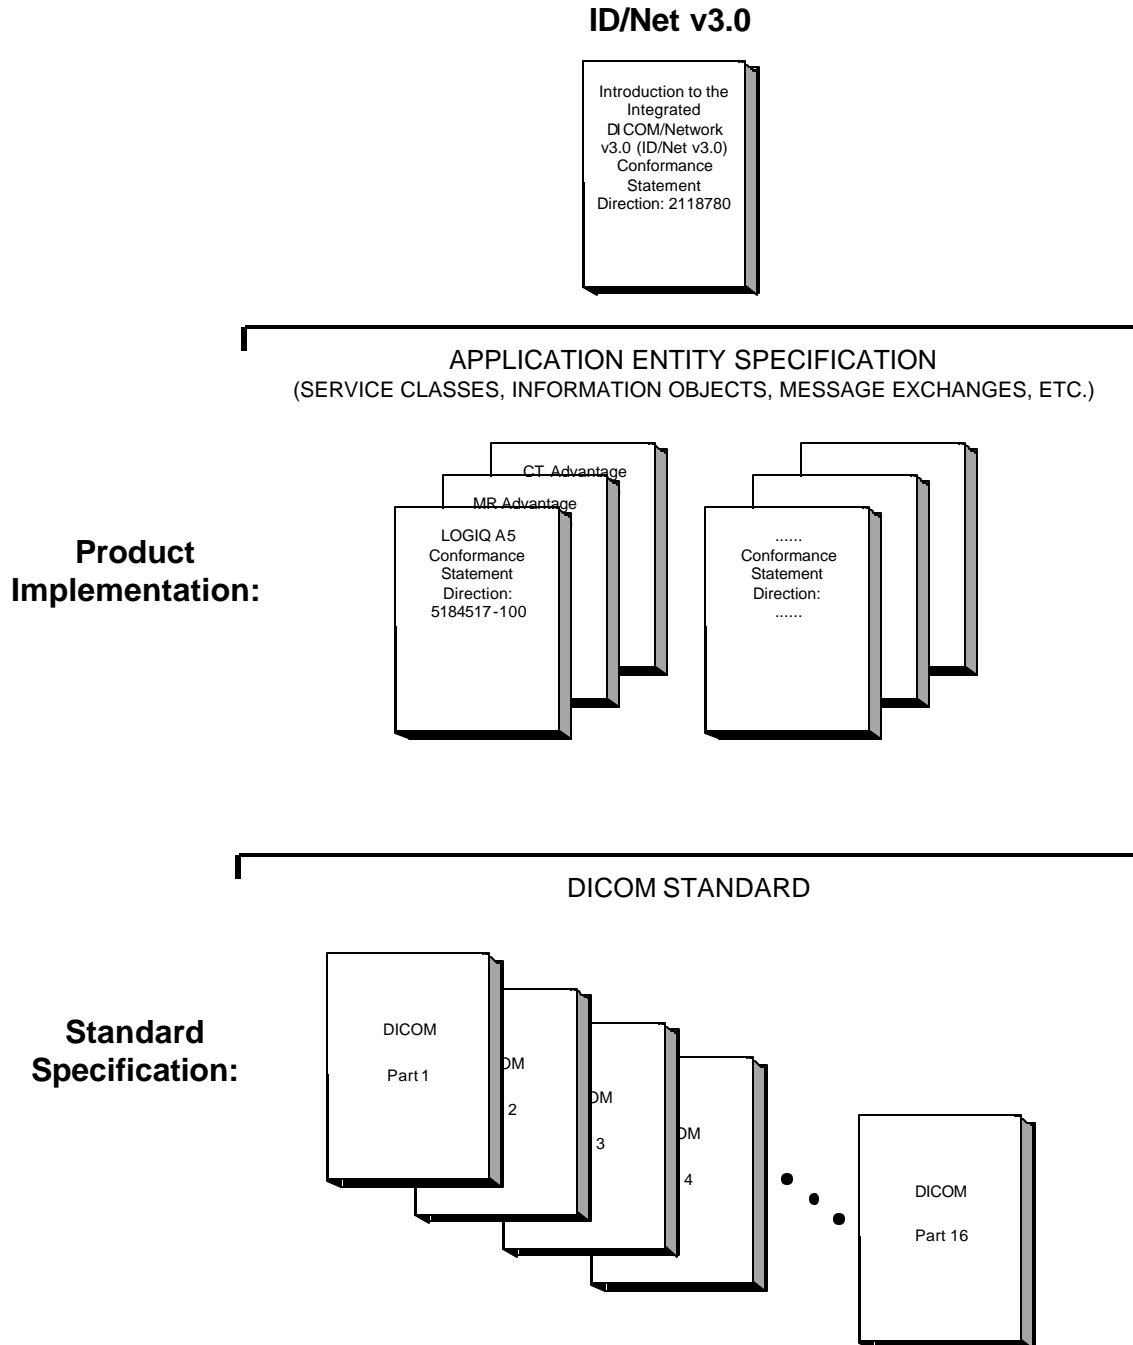 ID/Net v3.0
Introduction to the
Integrated
DICOM/Network
v3.0 (ID/Net v3.0)
Conformance
Statement
Direction: 2118780
APPLICATION ENTITY SPECIFICATION
(SERVICE CLASSES, INFORMATION OBJECTS, MESSAGE EXCHANGES, ETC.)
Product
Implementation:
CT Advantage
MR Advantage
LOGIQ A5
Conformance
Statement
Direction:
5184517-100
......
Conformance
Statement
Direction:
......
DICOM STANDARD
Standard
Specification:
DICOM
Part 1
OM
2
OM
3
OM
4
DICOM
Part 16